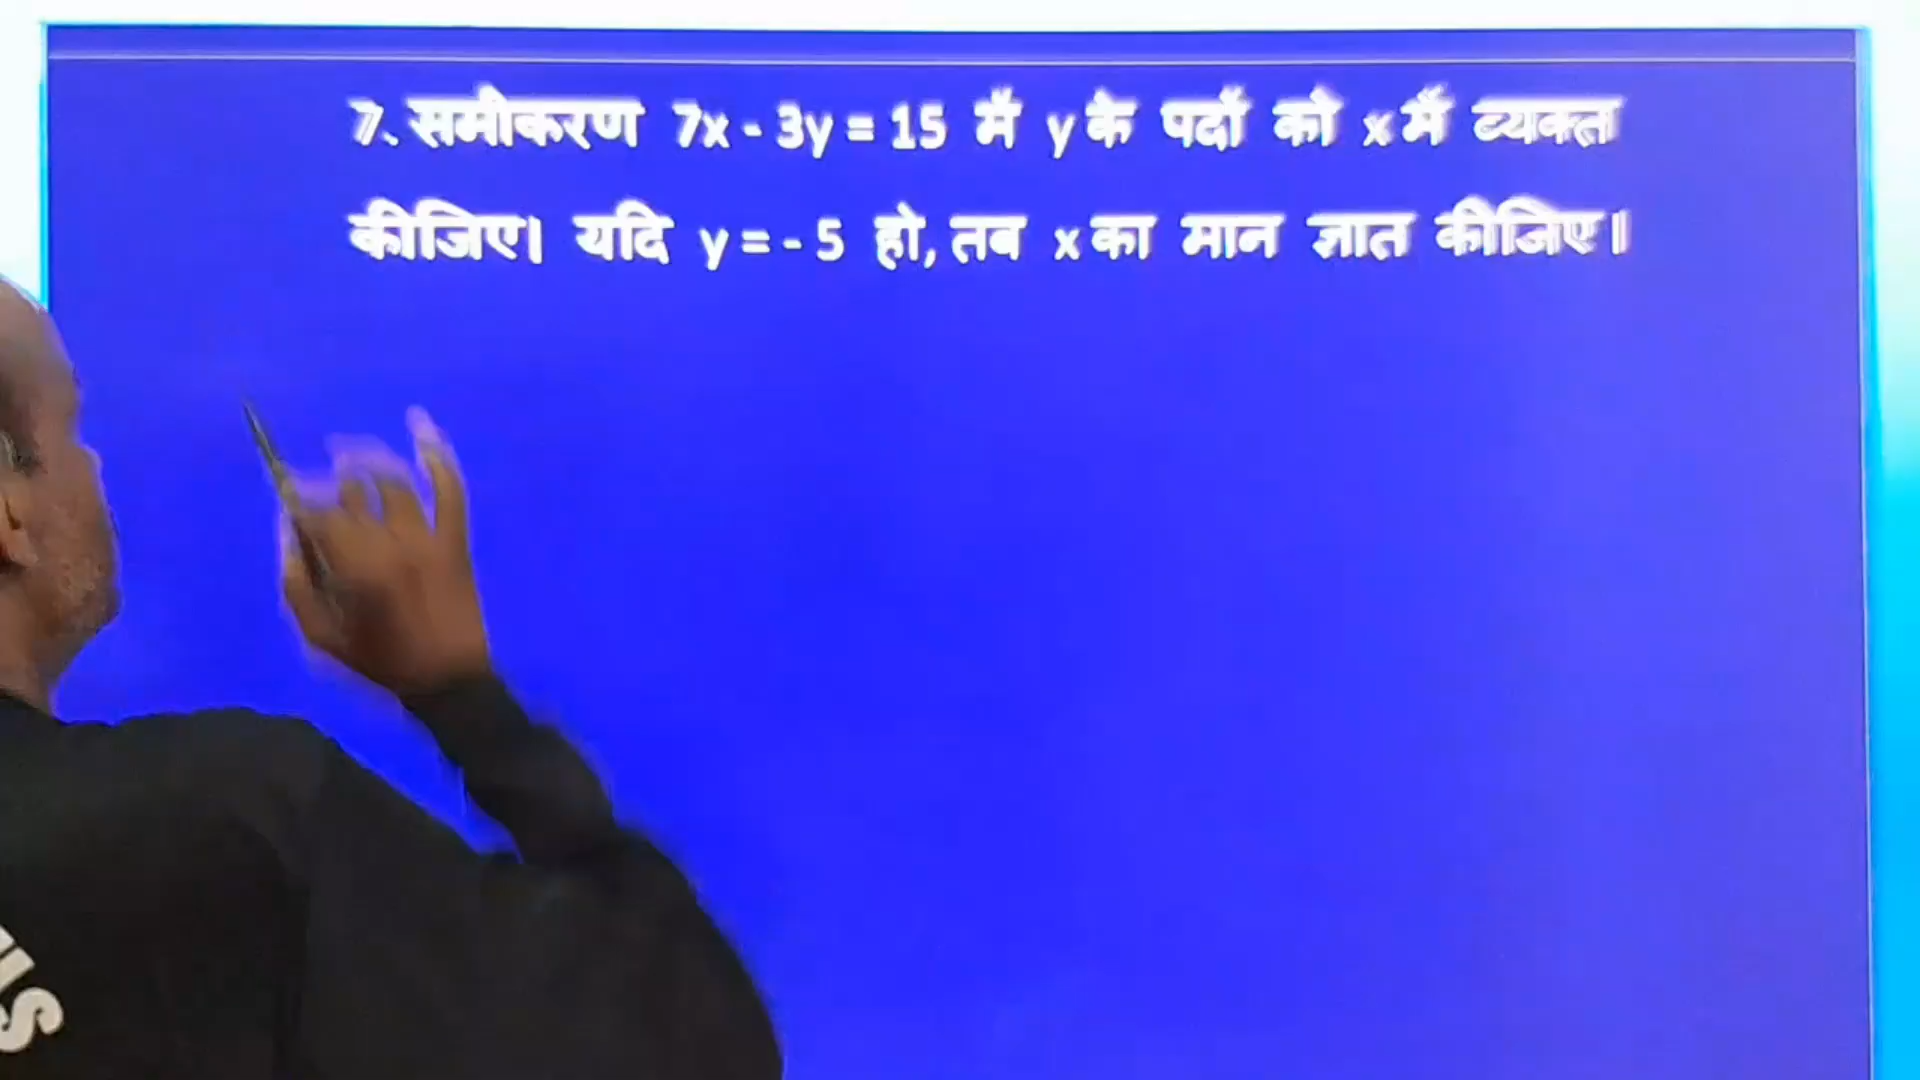 7. समीकरण 7x - 3y = 15 में y के पदों को x में व्यक्त
कीजिए। यदि y = - 5 हो, तब x का मान ज्ञात कीजिए।